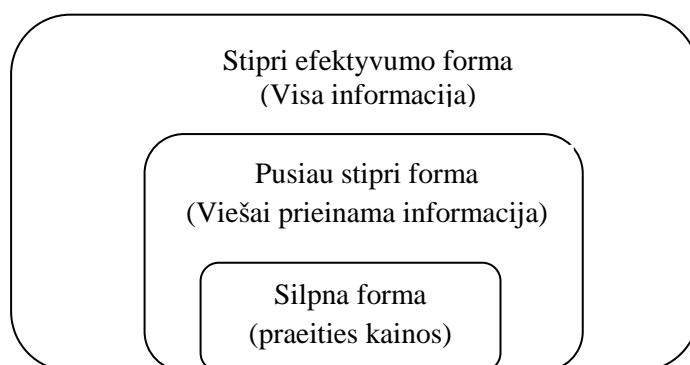 Stipri efektyvumo forma
(Visa informacija)
Pusiau stipri forma
(Viešai prieinama informacija)
Silpna forma
(praeities kainos)